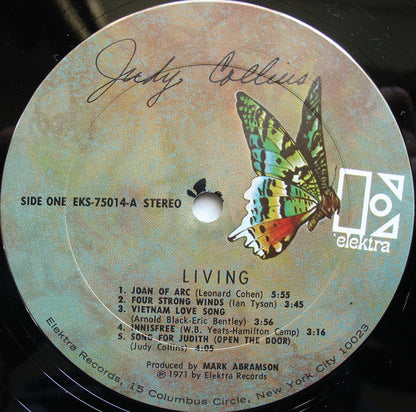 Judy Collins
SIDE ONE EKS-75014-A STEREO
elektra
LIVING
1. JOAN OF ARC (Leonard Cohen) 5:55
2. FOUR STRONG WINDS (Ian Tyson) 3:45
3. VIETNAM LOVE SONG
(Arnold Black-Eric Bentley) 3:56
4. INNISFREE (W.B. Yeats-Hamilton Camp) 3:16
5. SONG FOR JUDITH (OPEN THE DOOR)
(Judy Collins) 4:05
Produced by MARK ABRAMSON
℗ 1971 by Elektra Records
Elektra Records, 15 Columbus Circle, New York City 10023